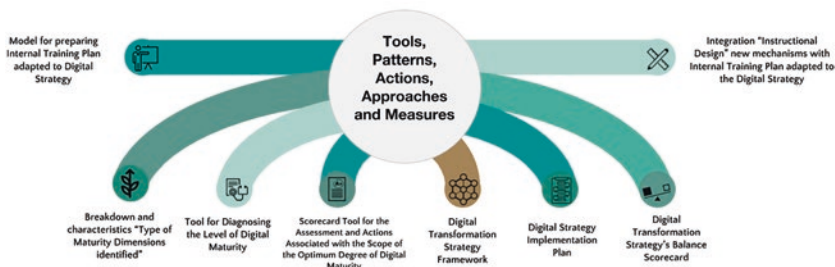 Tools,
Patterns,
Actions,
Approaches
and Measures
Model for preparing
Internal Training Plan
adapted to Digital
Strategy
Integration “Instructional
Design” new mechanisms with
Internal Training Plan adapted to
the Digital Strategy
Breakdown and
characteristics “Type of
Maturity Dimensions
identified”
Tool for Diagnosing
the Level of Digital
Maturity
Scorecard Tool for the
Assessment and Actions
Associated with the Scope of
the Optimum Degree of Digital
Maturity
Digital
Transformation
Strategy
Framework
Digital Strategy
Implementation
Plan
Digital
Transformation
Strategy’s Balance
Scorecard